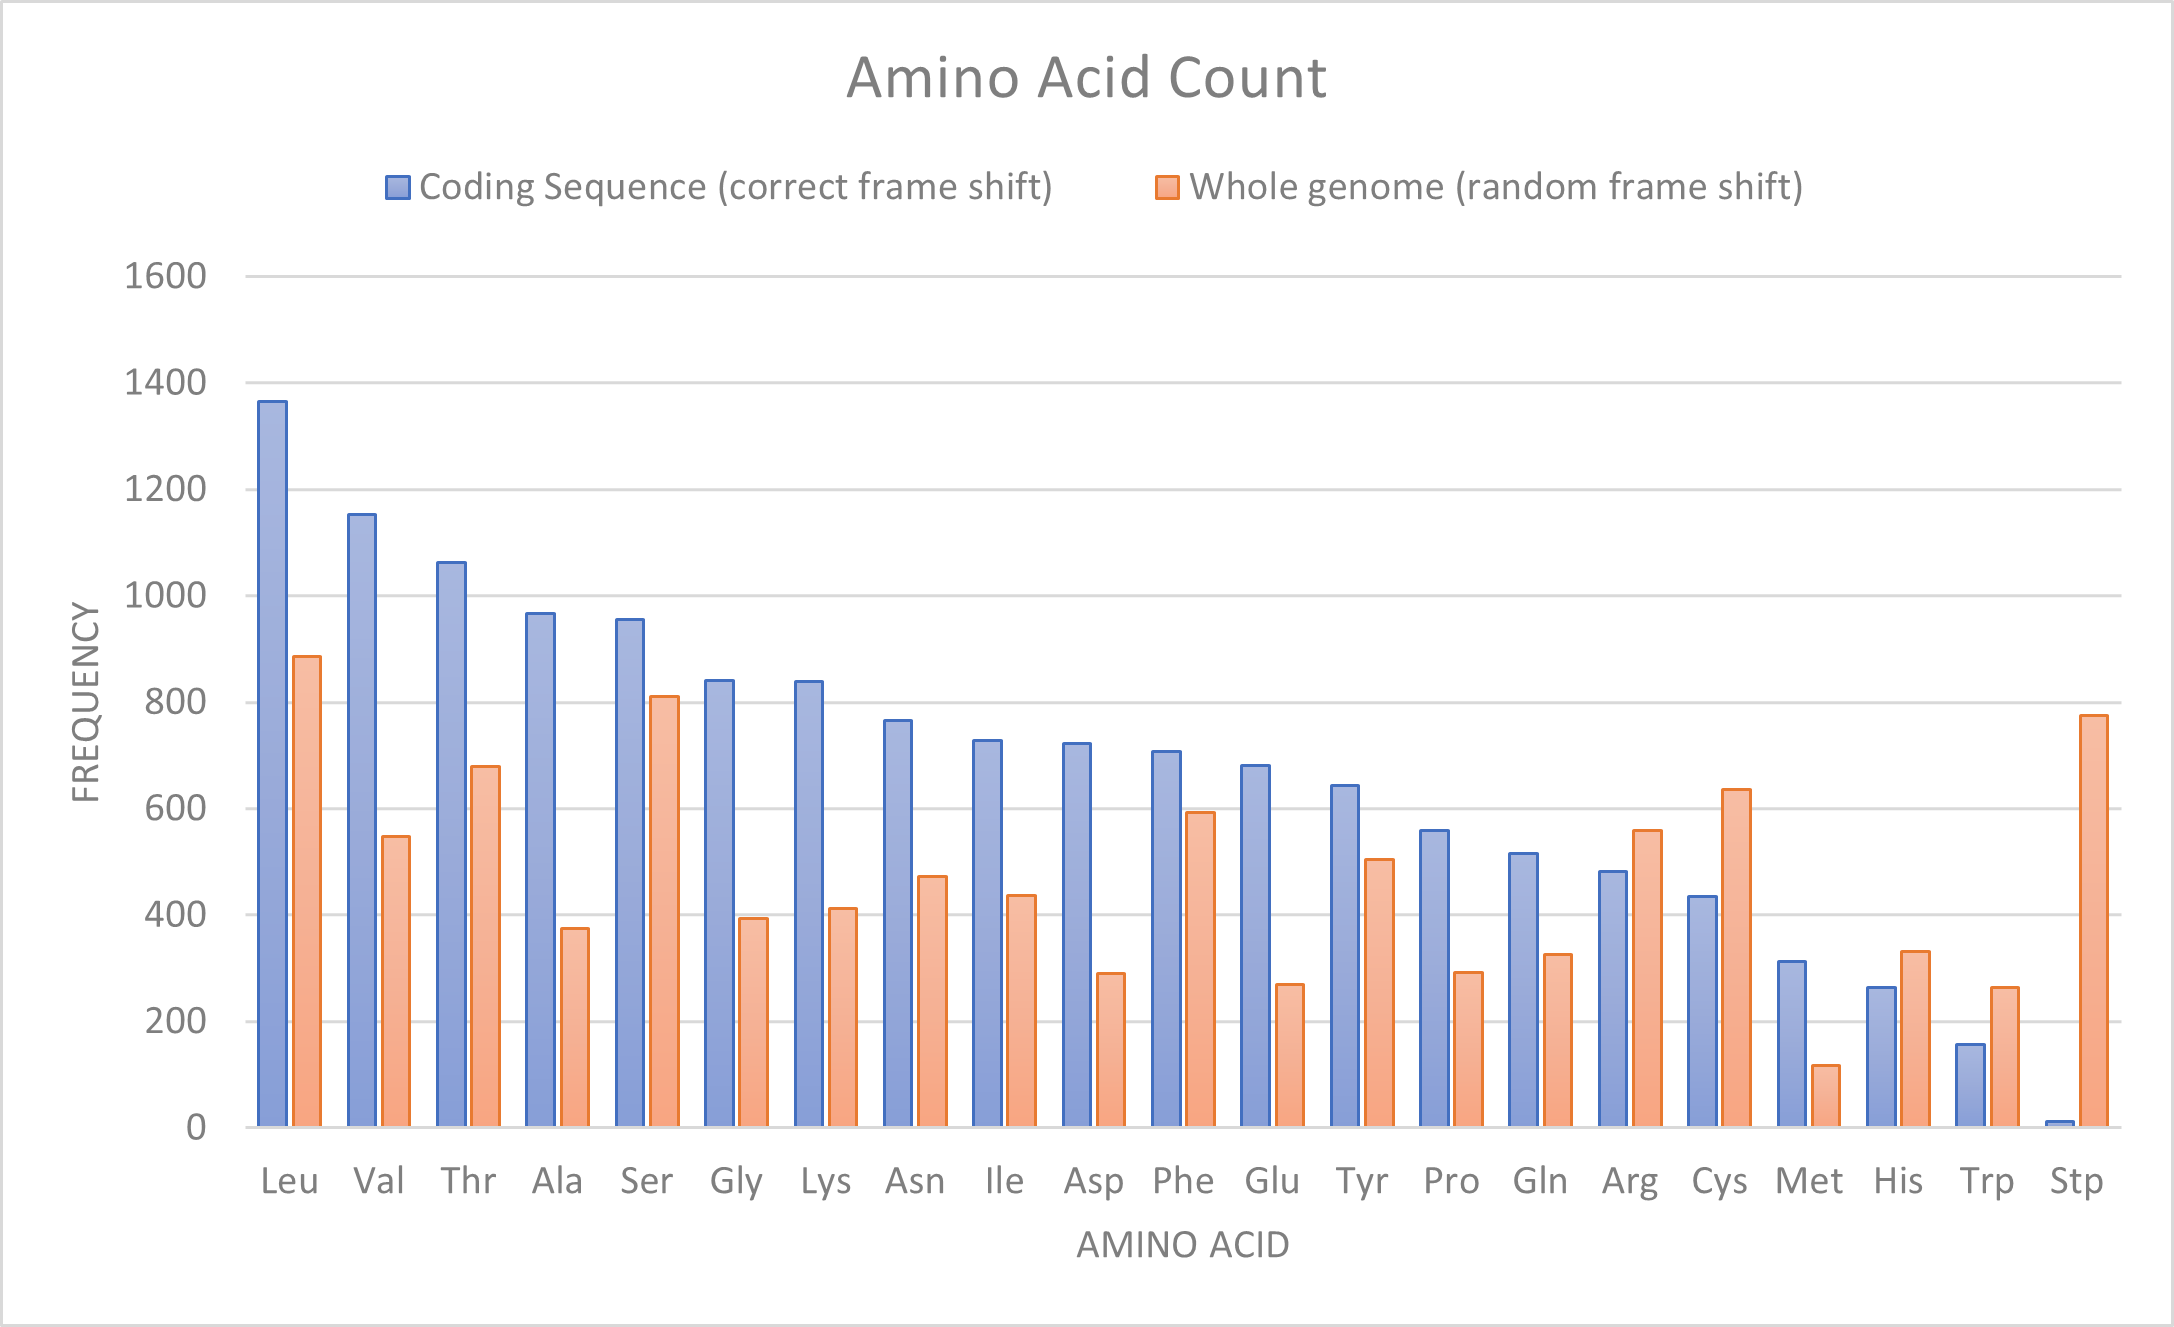 Amino Acid Count
Coding Sequence (correct frame shift) Whole genome (random frame shift)
1600
1400
1200
1000
800
600
400
200
0
FREQUENCY
Leu Val Thr Ala Ser Gly Lys Asn Ile Asp Phe Glu Tyr Pro Gln Arg Cys Met His Trp Stp
AMINO ACID